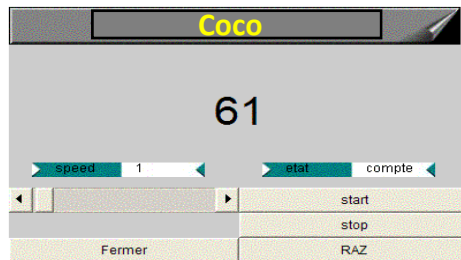 Coco
61
speed 1 etat compte
start
stop
Fermer RAZ